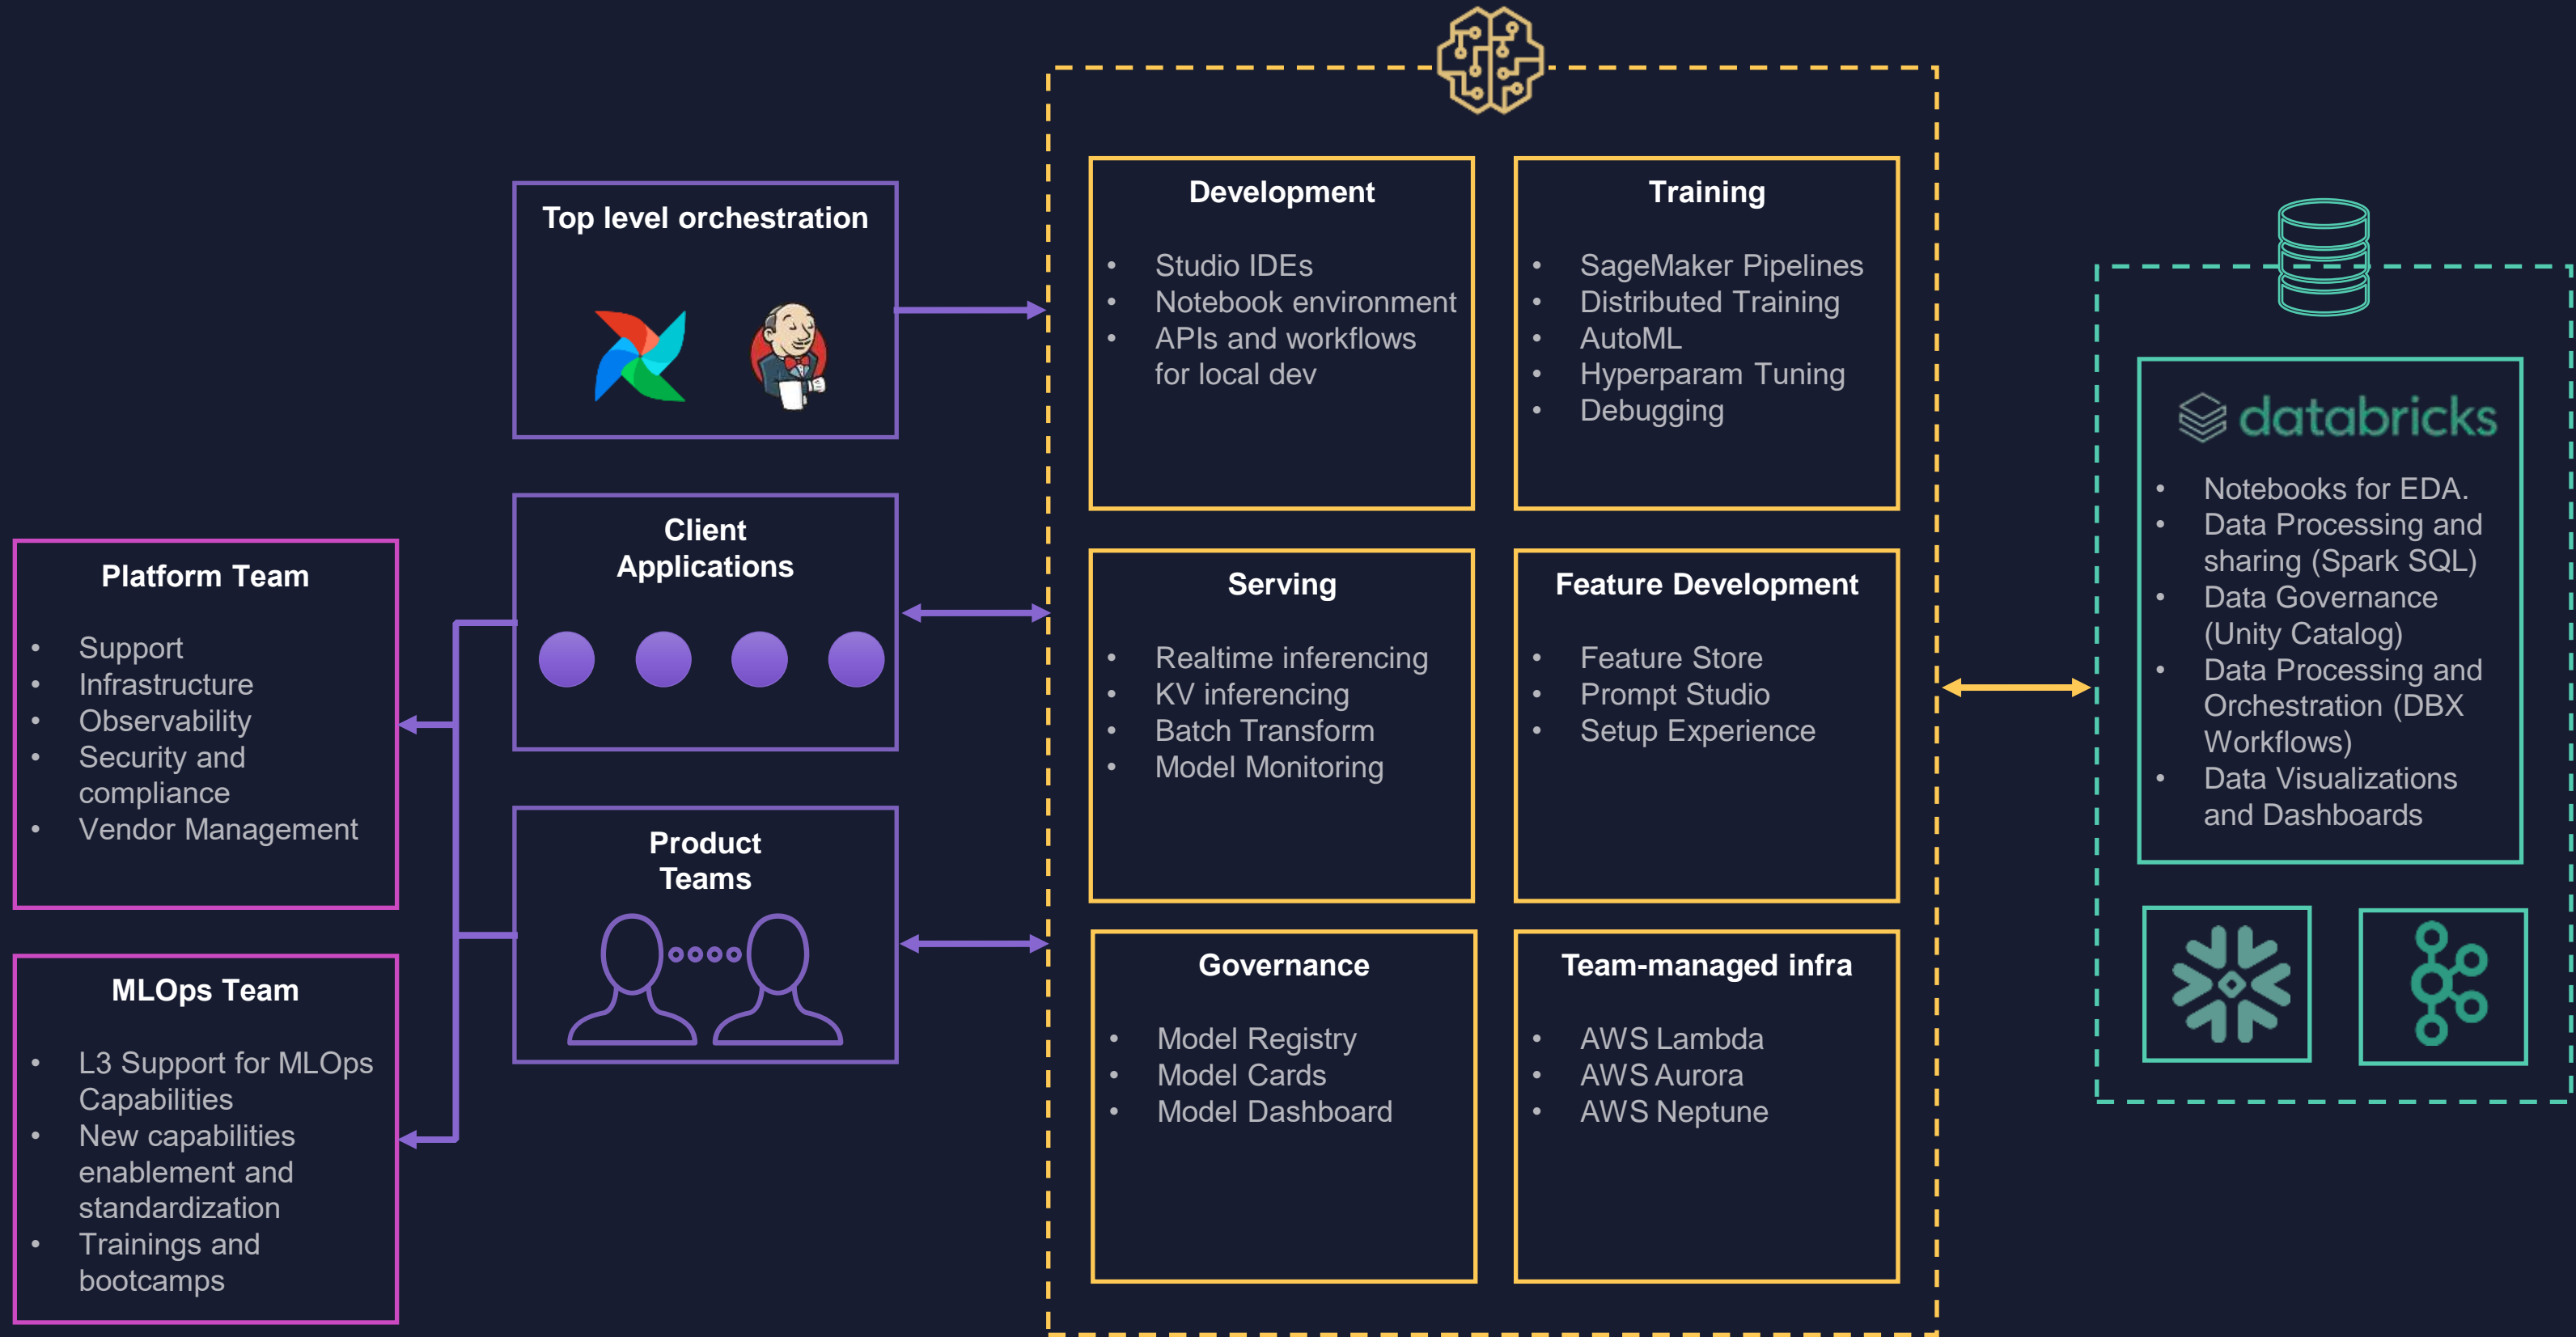 Top level orchestration
Client
Applications
Product
Teams
Platform Team
• Support
• Infrastructure
• Observability
• Security and
compliance
• Vendor Management
MLOps Team
• L3 Support for MLOps
Capabilities
• New capabilities
enablement and
standardization
• Trainings and
bootcamps
Development
• Studio IDEs
• Notebook environment
• APIs and workflows
for local dev
Training
• SageMaker Pipelines
• Distributed Training
• AutoML
• Hyperparam Tuning
• Debugging
Serving
• Realtime inferencing
• KV inferencing
• Batch Transform
• Model Monitoring
Feature Development
• Feature Store
• Prompt Studio
• Setup Experience
Governance
• Model Registry
• Model Cards
• Model Dashboard
Team-managed infra
• AWS Lambda
• AWS Aurora
• AWS Neptune
databricks
• Notebooks for EDA.
• Data Processing and
sharing (Spark SQL)
• Data Governance
(Unity Catalog)
• Data Processing and
Orchestration (DBX
Workflows)
• Data Visualizations
and Dashboards